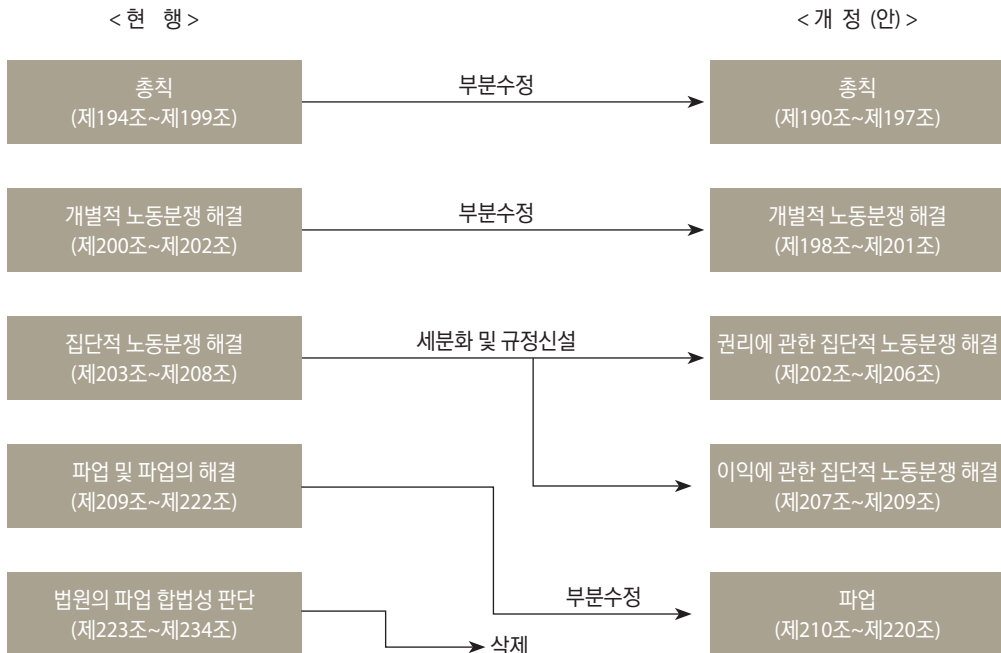 < 현 행 >
< 개 정 (안) >
총칙
(제194조~제199조)
부분수정
총칙
(제190조~제197조)
개별적 노동분쟁 해결
(제200조~제202조)
부분수정
개별적 노동분쟁 해결
(제198조~제201조)
집단적 노동분쟁 해결
(제203조~제208조)
세분화 및 규정신설
권리에 관한 집단적 노동분쟁 해결
(제202조~제206조)
파업 및 파업의 해결
(제209조~제222조)
이익에 관한 집단적 노동분쟁 해결
(제207조~제209조)
법원의 파업 합법성 판단
(제223조~제234조)
부분수정
파업
(제210조~제220조)
삭제